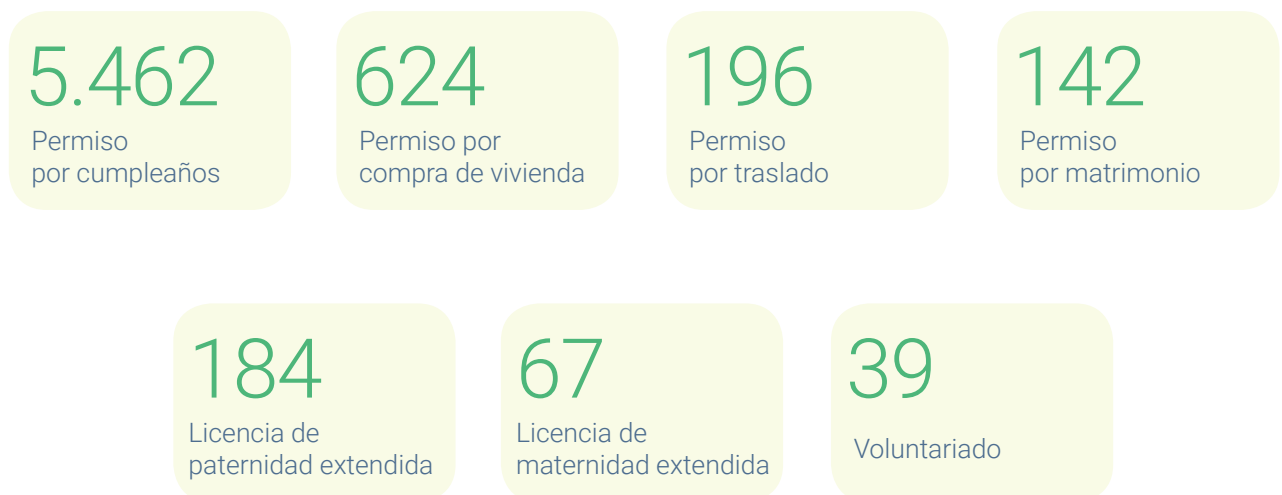 5.462
Permiso
por cumpleaños
624
Permiso por
compra de vivienda
196
Permiso
por traslado
142
Permiso
por matrimonio
184
Licencia de
paternidad extendida
67
Licencia de
maternidad extendida
39
Voluntariado